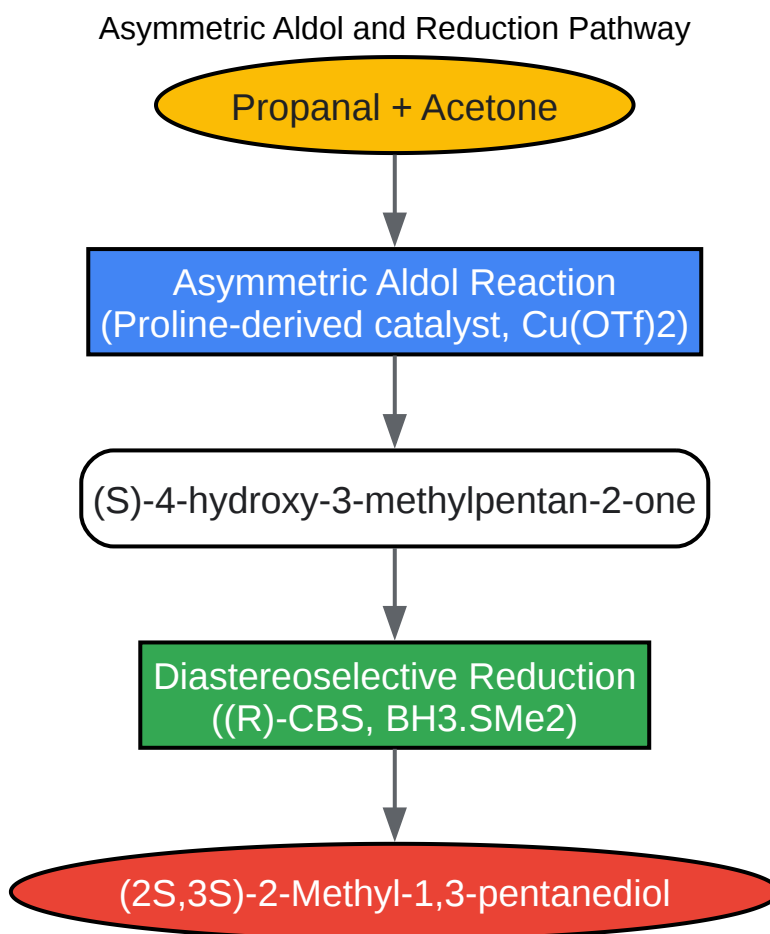 Asymmetric Aldol and Reduction Pathway
Propanal + Acetone
Asymmetric Aldol Reaction
(Proline-derived catalyst, Cu(OTf)2)
(S)-4-hydroxy-3-methylpentan-2-one
Diastereoselective Reduction
((R)-CBS, BH3.SMe2)
(2S,3S)-2-Methyl-1,3-pentanediol